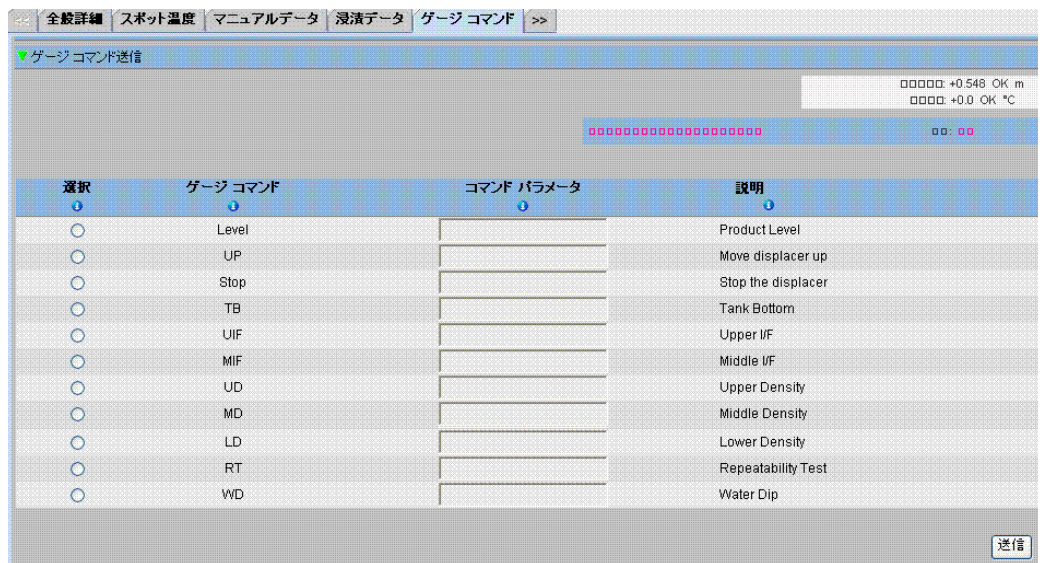 << 全般詳細 スポット温度 マニュアルデータ 浸漬データ ゲージ コマンド >>
ゲージ コマンド送信
□□□□□: +0.548 OK m
□□□□: +0.0 OK °C
□□□□□□□□□□□□□□□□□□□□ □□: □□
選択 ゲージ コマンド コマンド パラメータ 説明
Level Product Level
UP Move displacer up
Stop Stop the displacer
TB Tank Bottom
UIF Upper I/F
MIF Middle I/F
UD Upper Density
MD Middle Density
LD Lower Density
RT Repeatability Test
WD Water Dip
送信